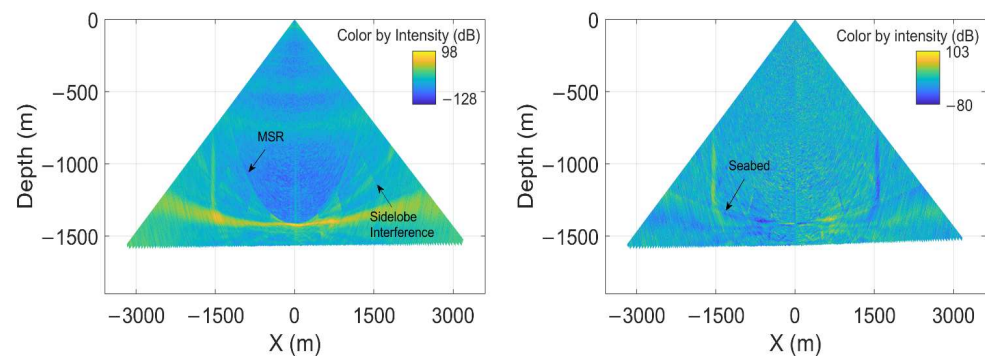 Color by Intensity (dB)
98
−128
MSR
Sidelobe
Interference
0
−500
−1000
−1500
Depth (m)
−3000
−1500
0
1500
3000
X (m)
Color by intensity (dB)
103
−80
Seabed
0
−500
−1000
−1500
Depth (m)
−3000
−1500
0
1500
3000
X (m)